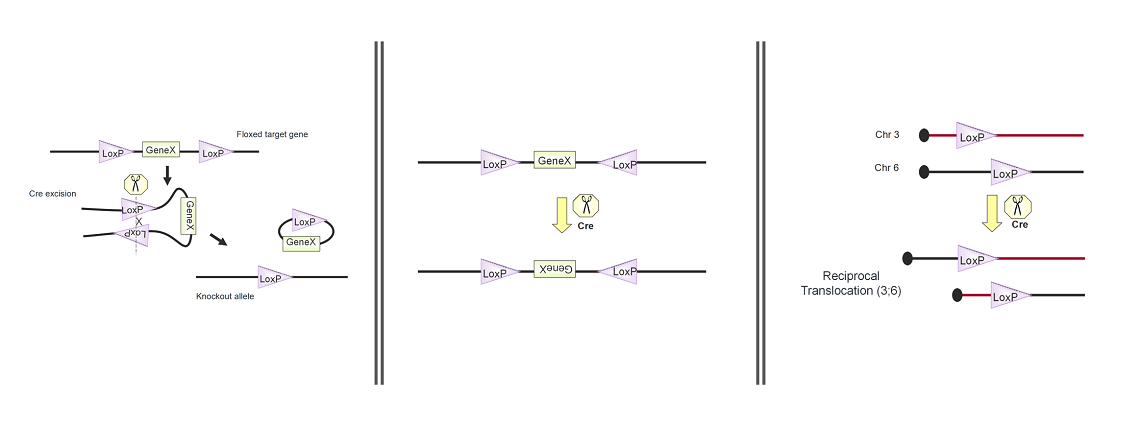 Floxed target gene
LoxP
GeneX
LoxP
Cre excision
LoxP
X
LoxP
GeneX
LoxP
GeneX
LoxP
Knockout allele
LoxP
GeneX
LoxP
Cre
LoxP
GeneX
LoxP
Chr 3
LoxP
Chr 6
LoxP
Cre
LoxP
Reciprocal
Translocation (3;6)
LoxP